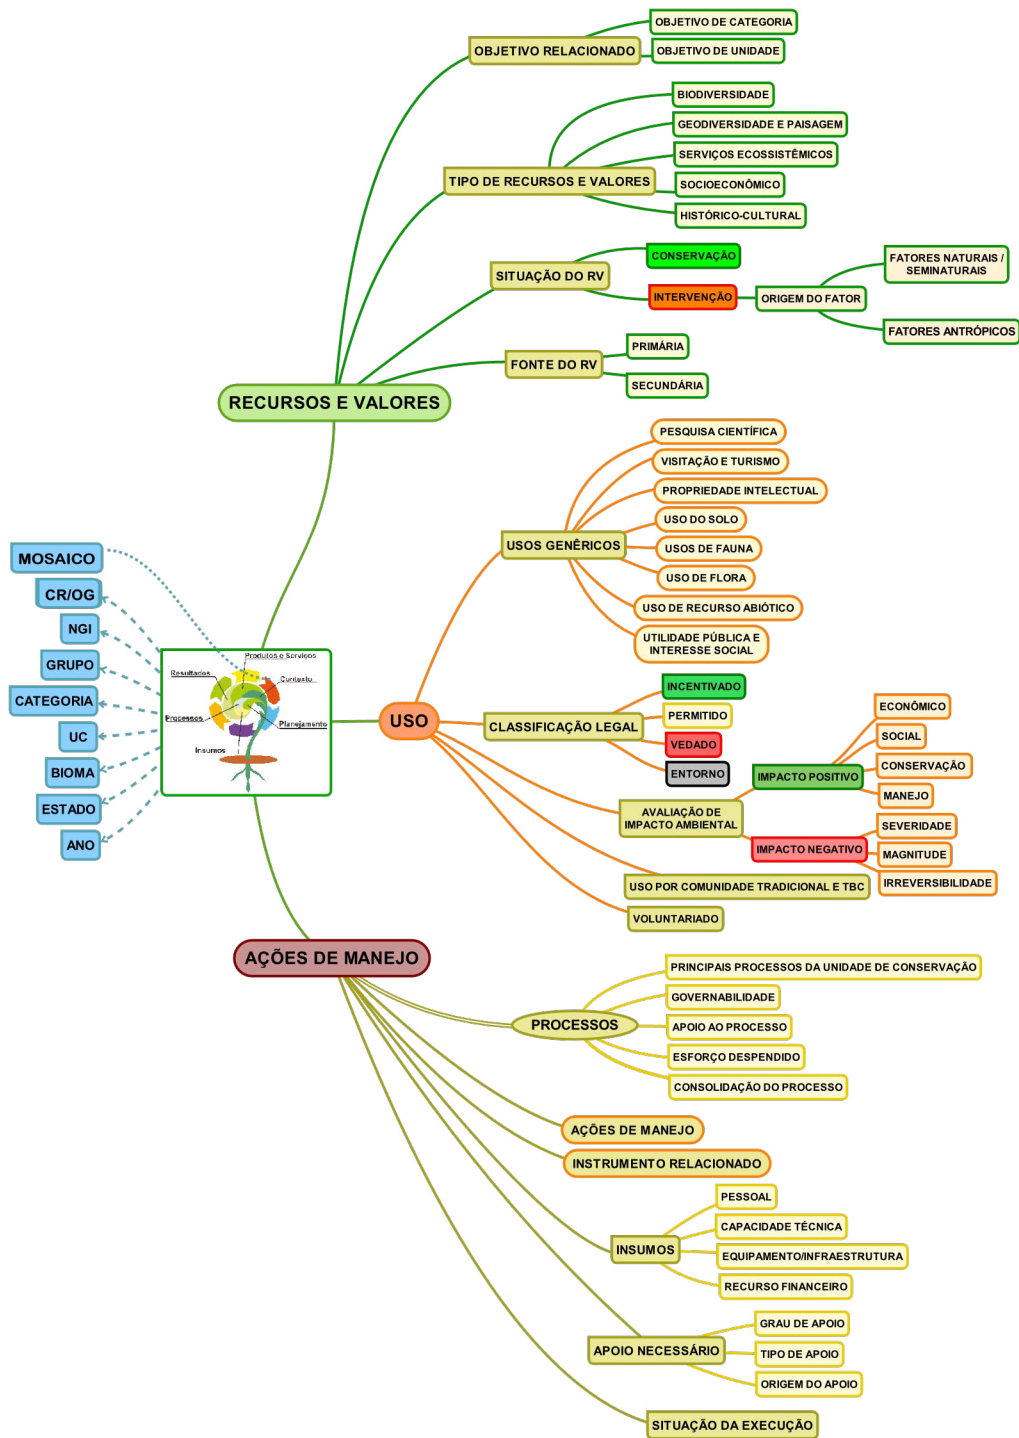 OBJETIVO DE CATEGORIA
OBJETIVO RELACIONADO
OBJETIVO DE UNIDADE
BIODIVERSIDADE
GEODIVERSIDADE E PAISAGEM
SERVIÇOS ECOSSISTÊMICOS
TIPO DE RECURSOS E VALORES
SOCIOECONÔMICO
HISTÓRICO-CULTURAL
CONSERVAÇÃO
SITUAÇÃO DO RV
INTERVENÇÃO
ORIGEM DO FATOR
FATORES NATURAIS /
SEMINATURAIS
FATORES ANTRÓPICOS
PRIMÁRIA
FONTE DO RV
SECUNDÁRIA
RECURSOS E VALORES
PESQUISA CIENTÍFICA
VISITAÇÃO E TURISMO
PROPRIEDADE INTELECTUAL
USO DO SOLO
USOS GENÊRICOS
USOS DE FAUNA
USO DE FLORA
USO DE RECURSO ABIÓTICO
UTILIDADE PÚBLICA E
INTERESSE SOCIAL
MOSAICO
CR/OG
NGI
GRUPO
CATEGORIA
UC
BIOMA
ESTADO
ANO
Produtos e Serviços
Resultados
Contexto
Processos
Planejamento
Insumos
USO
INCENTIVADO
PERMITIDO
CLASSIFICAÇÃO LEGAL
VEDADO
ENTORNO
ECONÔMICO
SOCIAL
CONSERVAÇÃO
IMPACTO POSITIVO
MANEJO
AVALIAÇÃO DE
IMPACTO AMBIENTAL
SEVERIDADE
IMPACTO NEGATIVO
MAGNITUDE
IRREVERSIBILIDADE
USO POR COMUNIDADE TRADICIONAL E TBC
VOLUNTARIADO
AÇÕES DE MANEJO
PRINCIPAIS PROCESSOS DA UNIDADE DE CONSERVAÇÃO
GOVERNABILIDADE
PROCESSOS
APOIO AO PROCESSO
ESFORÇO DESPENDIDO
CONSOLIDAÇÃO DO PROCESSO
AÇÕES DE MANEJO
INSTRUMENTO RELACIONADO
PESSOAL
CAPACIDADE TÉCNICA
INSUMOS
EQUIPAMENTO/INFRAESTRUTURA
RECURSO FINANCEIRO
GRAU DE APOIO
APOIO NECESSÁRIO
TIPO DE APOIO
ORIGEM DO APOIO
SITUAÇÃO DA EXECUÇÃO